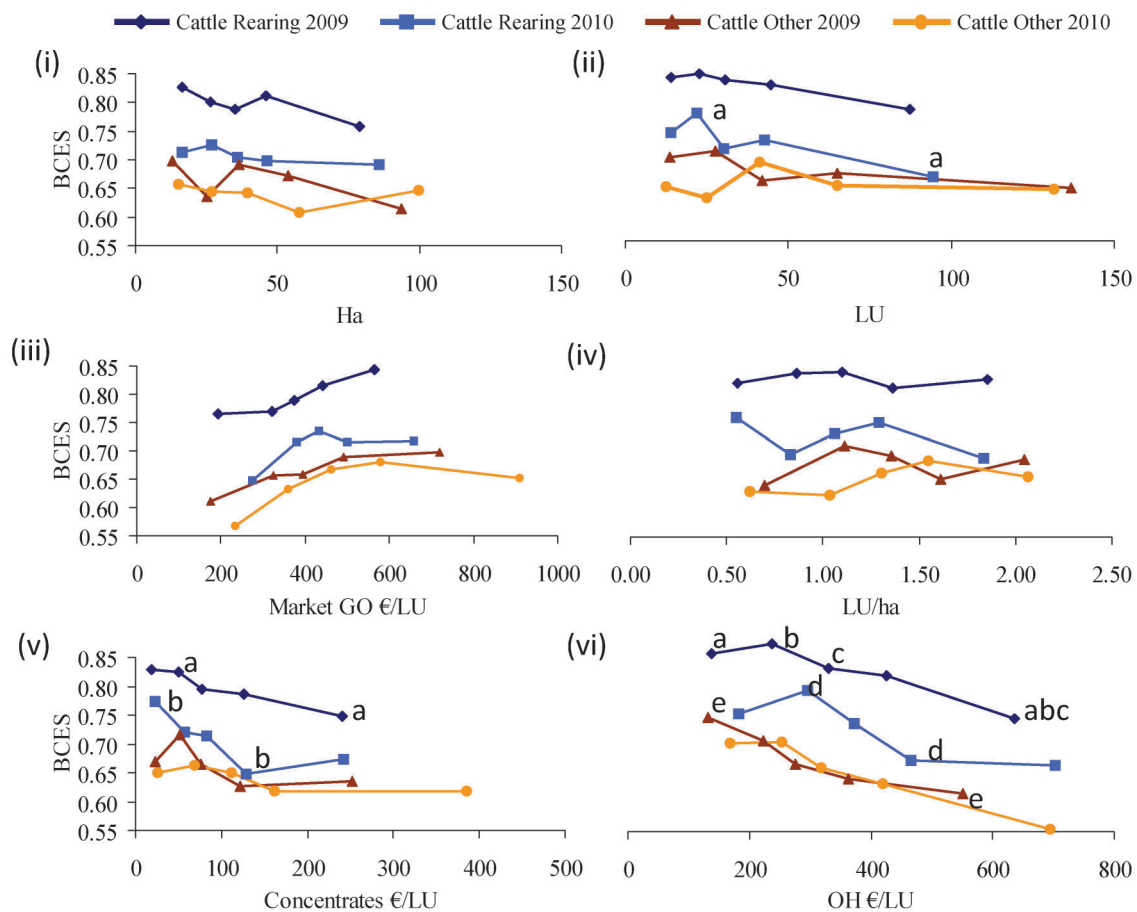 Cattle Rearing 2009 Cattle Rearing 2010 Cattle Other 2009 Cattle Other 2010
(i)
BCES
0.85
0.80
0.75
0.70
0.65
0.60
0.55
0 50 100 150
Ha
(ii)
a
a
0 50 100 150
LU
(iii)
BCES
0.85
0.80
0.75
0.70
0.65
0.60
0.55
0 200 400 600 800 1000
Market GO €/LU
(iv)
0.00 0.50 1.00 1.50 2.00 2.50
LU/ha
(v)
BCES
0.85
0.80
0.75
0.70
0.65
0.60
0.55
a
a
b
b
0 100 200 300 400 500
Concentrates €/LU
(vi)
a b c abc
d
d
e
e
0 200 400 600 800
OH €/LU